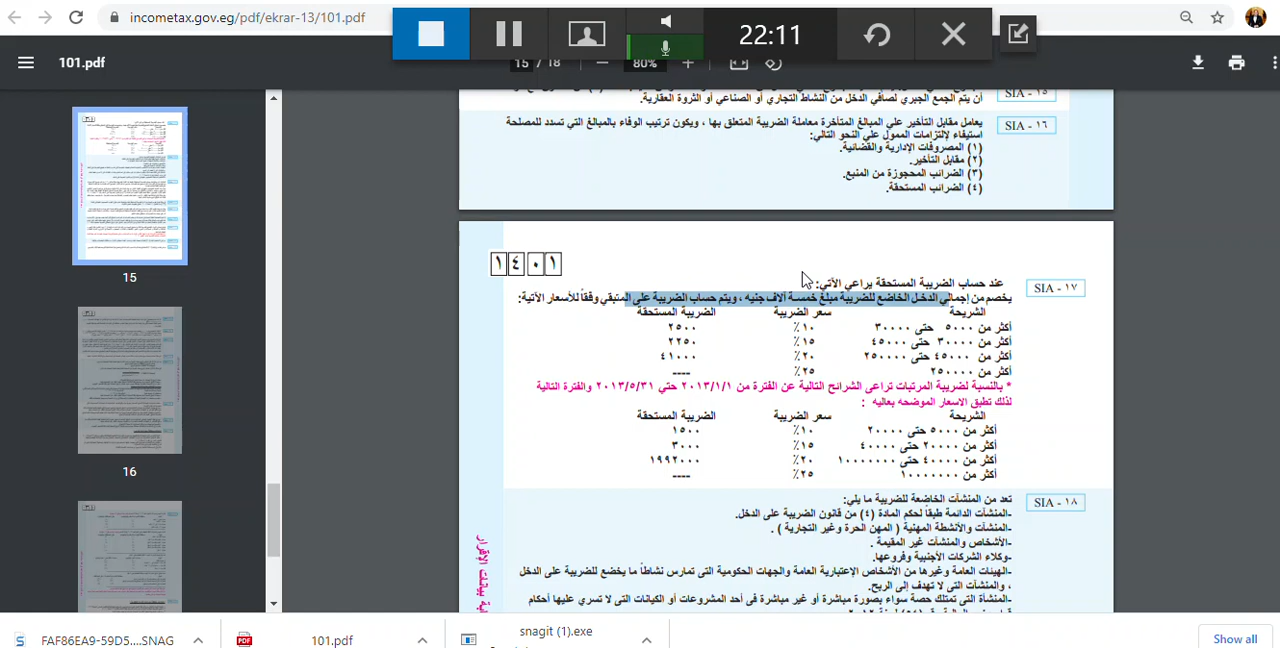 incometax.gov.eg/pdf/ekrar-13/101.pdf
22:11
101.pdf
15 / 18
80%
SIA - ١٥
أن يتم الجمع الجبري لصافي الدخل من النشاط التجاري أو الصناعي أو الثروة العقارية.
SIA - ١٦
يعامل مقابل التأخير علي المبالغ المتأخرة معاملة الضريبة المتعلق بها ، ويكون ترتيب الوفاء بالمبالغ التي تسدد للمصلحة
استيفاء لإلتزامات الممول علي النحو التالي:
(١) المصروفات الإدارية والقضائية.
(٢) مقابل التأخير.
(٣) الضرائب المحجوزة من المنبع.
(٤) الضرائب المستحقة.
١ ٤ ٠ ١
SIA - ١٧
عند حساب الضريبة المستحقة يراعي الآتي:
يخصم من إجمالي الدخل الخاضع للضريبة مبلغ خمسة آلاف جنيه ، ويتم حساب الضريبة على المتبقي وفقاً للأسعار الآتية:
الشريحة سعر الضريبة الضريبة المستحقة
أكثر من ٥٠٠٠ حتى ٣٠٠٠٠ ١٠٪ ٢٥٠٠
أكثر من ٣٠٠٠٠ حتى ٤٥٠٠٠ ١٥٪ ٢٢٥٠
أكثر من ٤٥٠٠٠ حتى ٢٥٠٠٠٠ ٢٠٪ ٤١٠٠٠
أكثر من ٢٥٠٠٠٠ ٢٥٪ ----
* بالنسبة لضريبة المرتبات تراعى الشرائح التالية عن الفترة من ٢٠١٣/١/١ حتي ٢٠١٣/٥/٣١ والفترة التالية
لذلك تطبق الاسعار الموضحه بعاليه :
الشريحة سعر الضريبة الضريبة المستحقة
أكثر من ٥٠٠٠ حتى ٢٠٠٠٠ ١٠٪ ١٥٠٠
أكثر من ٢٠٠٠٠ حتى ٤٠٠٠٠ ١٥٪ ٣٠٠٠
أكثر من ٤٠٠٠٠ حتى ١٠٠٠٠٠٠٠ ٢٠٪ ١٩٩٢٠٠٠
أكثر من ١٠٠٠٠٠٠٠ ٢٥٪ ----
SIA - ١٨
تعد من المنشآت الخاضعة للضريبة ما يلي:
-المنشآت الدائمة طبقاً لحكم المادة (٤) من قانون الضريبة على الدخل.
-المنشآت والأنشطة المهنية ( المهن الحرة وغير التجارية ) .
-الأشخاص والمنشآت غير المقيمة .
-وكلاء الشركات الأجنبية وفروعها.
-الهيئات العامة وغيرها من الأشخاص الإعتبارية العامة والجهات الحكومية التى تمارس نشاطاً ما يخضع للضريبة على الدخل
، والمنشآت التى لا تهدف إلى الربح.
-المنشأة التى تمتلك حصة سواء بصورة مباشرة أو غير مباشرة فى أحد المشروعات أو الكيانات التى لا تسري عليها أحكام
بيانات الإقرار
15
16
FAF86EA9-59D5....SNAG
101.pdf
snagit (1).exe
Show all